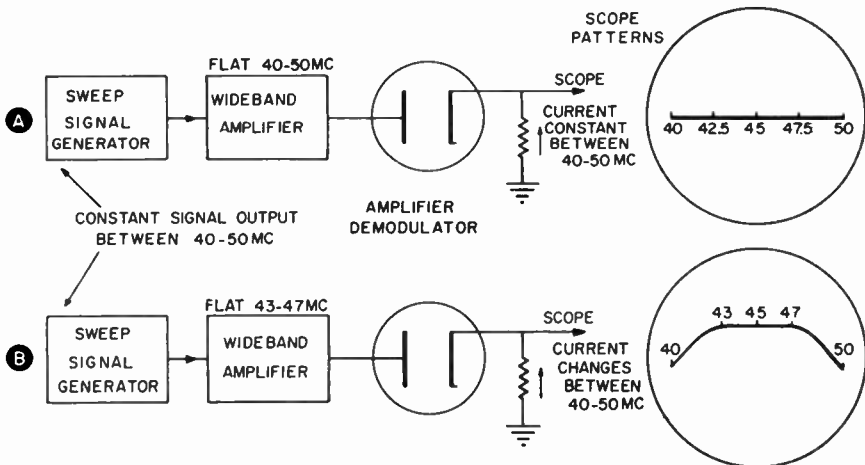 SCOPE
PATTERNS
FLAT 40-50MC
A
SWEEP
SIGNAL
GENERATOR
WIDEBAND
AMPLIFIER
SCOPE
CURRENT
CONSTANT
BETWEEN
40-50 MC
40 42.5 45 47.5 50
CONSTANT SIGNAL OUTPUT
BETWEEN 40-50MC
AMPLIFIER
DEMODULATOR
FLAT 43-47MC
B
SWEEP
SIGNAL
GENERATOR
WIDEBAND
AMPLIFIER
SCOPE
CURRENT
CHANGES
BETWEEN
40-50MC
43 45 47
40 50